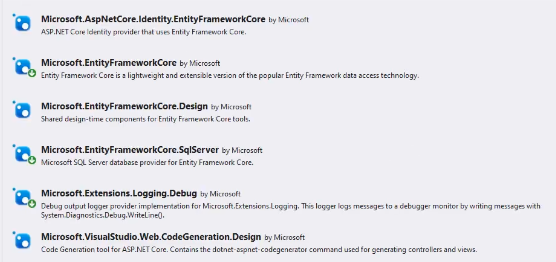 Microsoft.AspNetCore.Identity.EntityFrameworkCore by Microsoft
ASP.NET Core Identity provider that uses Entity Framework Core.
Microsoft.EntityFrameworkCore by Microsoft
Entity Framework Core is a lightweight and extensible version of the popular Entity Framework data access technology.
Microsoft.EntityFrameworkCore.Design by Microsoft
Shared design-time components for Entity Framework Core tools.
Microsoft.EntityFrameworkCore.SqlServer by Microsoft
Microsoft SQL Server database provider for Entity Framework Core.
Microsoft.Extensions.Logging.Debug by Microsoft
Debug output logger provider implementation for Microsoft.Extensions.Logging. This logger logs messages to a debugger monitor by writing messages with
System.Diagnostics.Debug.WriteLine().
Microsoft.VisualStudio.Web.CodeGeneration.Design by Microsoft
Code Generation tool for ASP.NET Core. Contains the dotnet-aspnet-codegenerator command used for generating controllers and views.